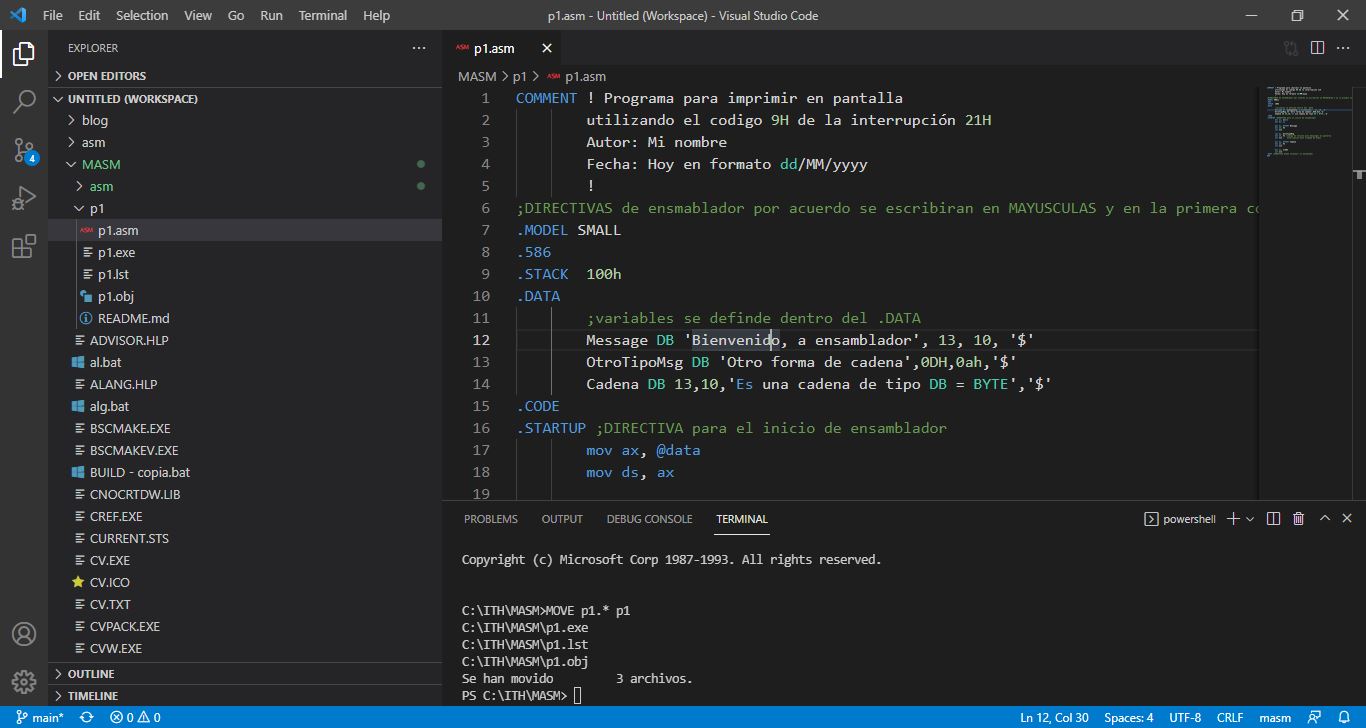 File Edit Selection View Go Run Terminal Help p1.asm - Untitled (Workspace) - Visual Studio Code
EXPLORER
OPEN EDITORS
UNTITLED (WORKSPACE)
blog
asm
MASM
asm
p1
ASM p1.asm
p1.exe
p1.lst
p1.obj
README.md
ADVISOR.HLP
al.bat
ALANG.HLP
alg.bat
BSCMAKE.EXE
BSCMAKEV.EXE
BUILD - copia.bat
CNOCRTDW.LIB
CREF.EXE
CURRENT.STS
CV.EXE
CV.ICO
CV.TXT
CVPACK.EXE
CVW.EXE
OUTLINE
TIMELINE
4
ASM p1.asm
MASM > p1 > ASM p1.asm
1 COMMENT ! Programa para imprimir en pantalla
2 utilizando el codigo 9H de la interrupción 21H
3 Autor: Mi nombre
4 Fecha: Hoy en formato dd/MM/yyyy
5 !
6 ;DIRECTIVAS de ensmablador por acuerdo se escribiran en MAYUSCULAS y en la primera co
7 .MODEL SMALL
8 .586
9 .STACK 100h
10 .DATA
11 ;variables se definde dentro del .DATA
12 Message DB 'Bienvenido, a ensamblador', 13, 10, '$'
13 OtroTipoMsg DB 'Otro forma de cadena',0DH,0ah,'$'
14 Cadena DB 13,10,'Es una cadena de tipo DB = BYTE','$'
15 .CODE
16 .STARTUP ;DIRECTIVA para el inicio de ensamblador
17 mov ax, @data
18 mov ds, ax
19
PROBLEMS OUTPUT DEBUG CONSOLE TERMINAL powershell
Copyright (c) Microsoft Corp 1987-1993. All rights reserved.
C:\ITH\MASM>MOVE p1.* p1
C:\ITH\MASM\p1.exe
C:\ITH\MASM\p1.lst
C:\ITH\MASM\p1.obj
Se han movido 3 archivos.
PS C:\ITH\MASM>
main* 0 0 Ln 12, Col 30 Spaces: 4 UTF-8 CRLF masm